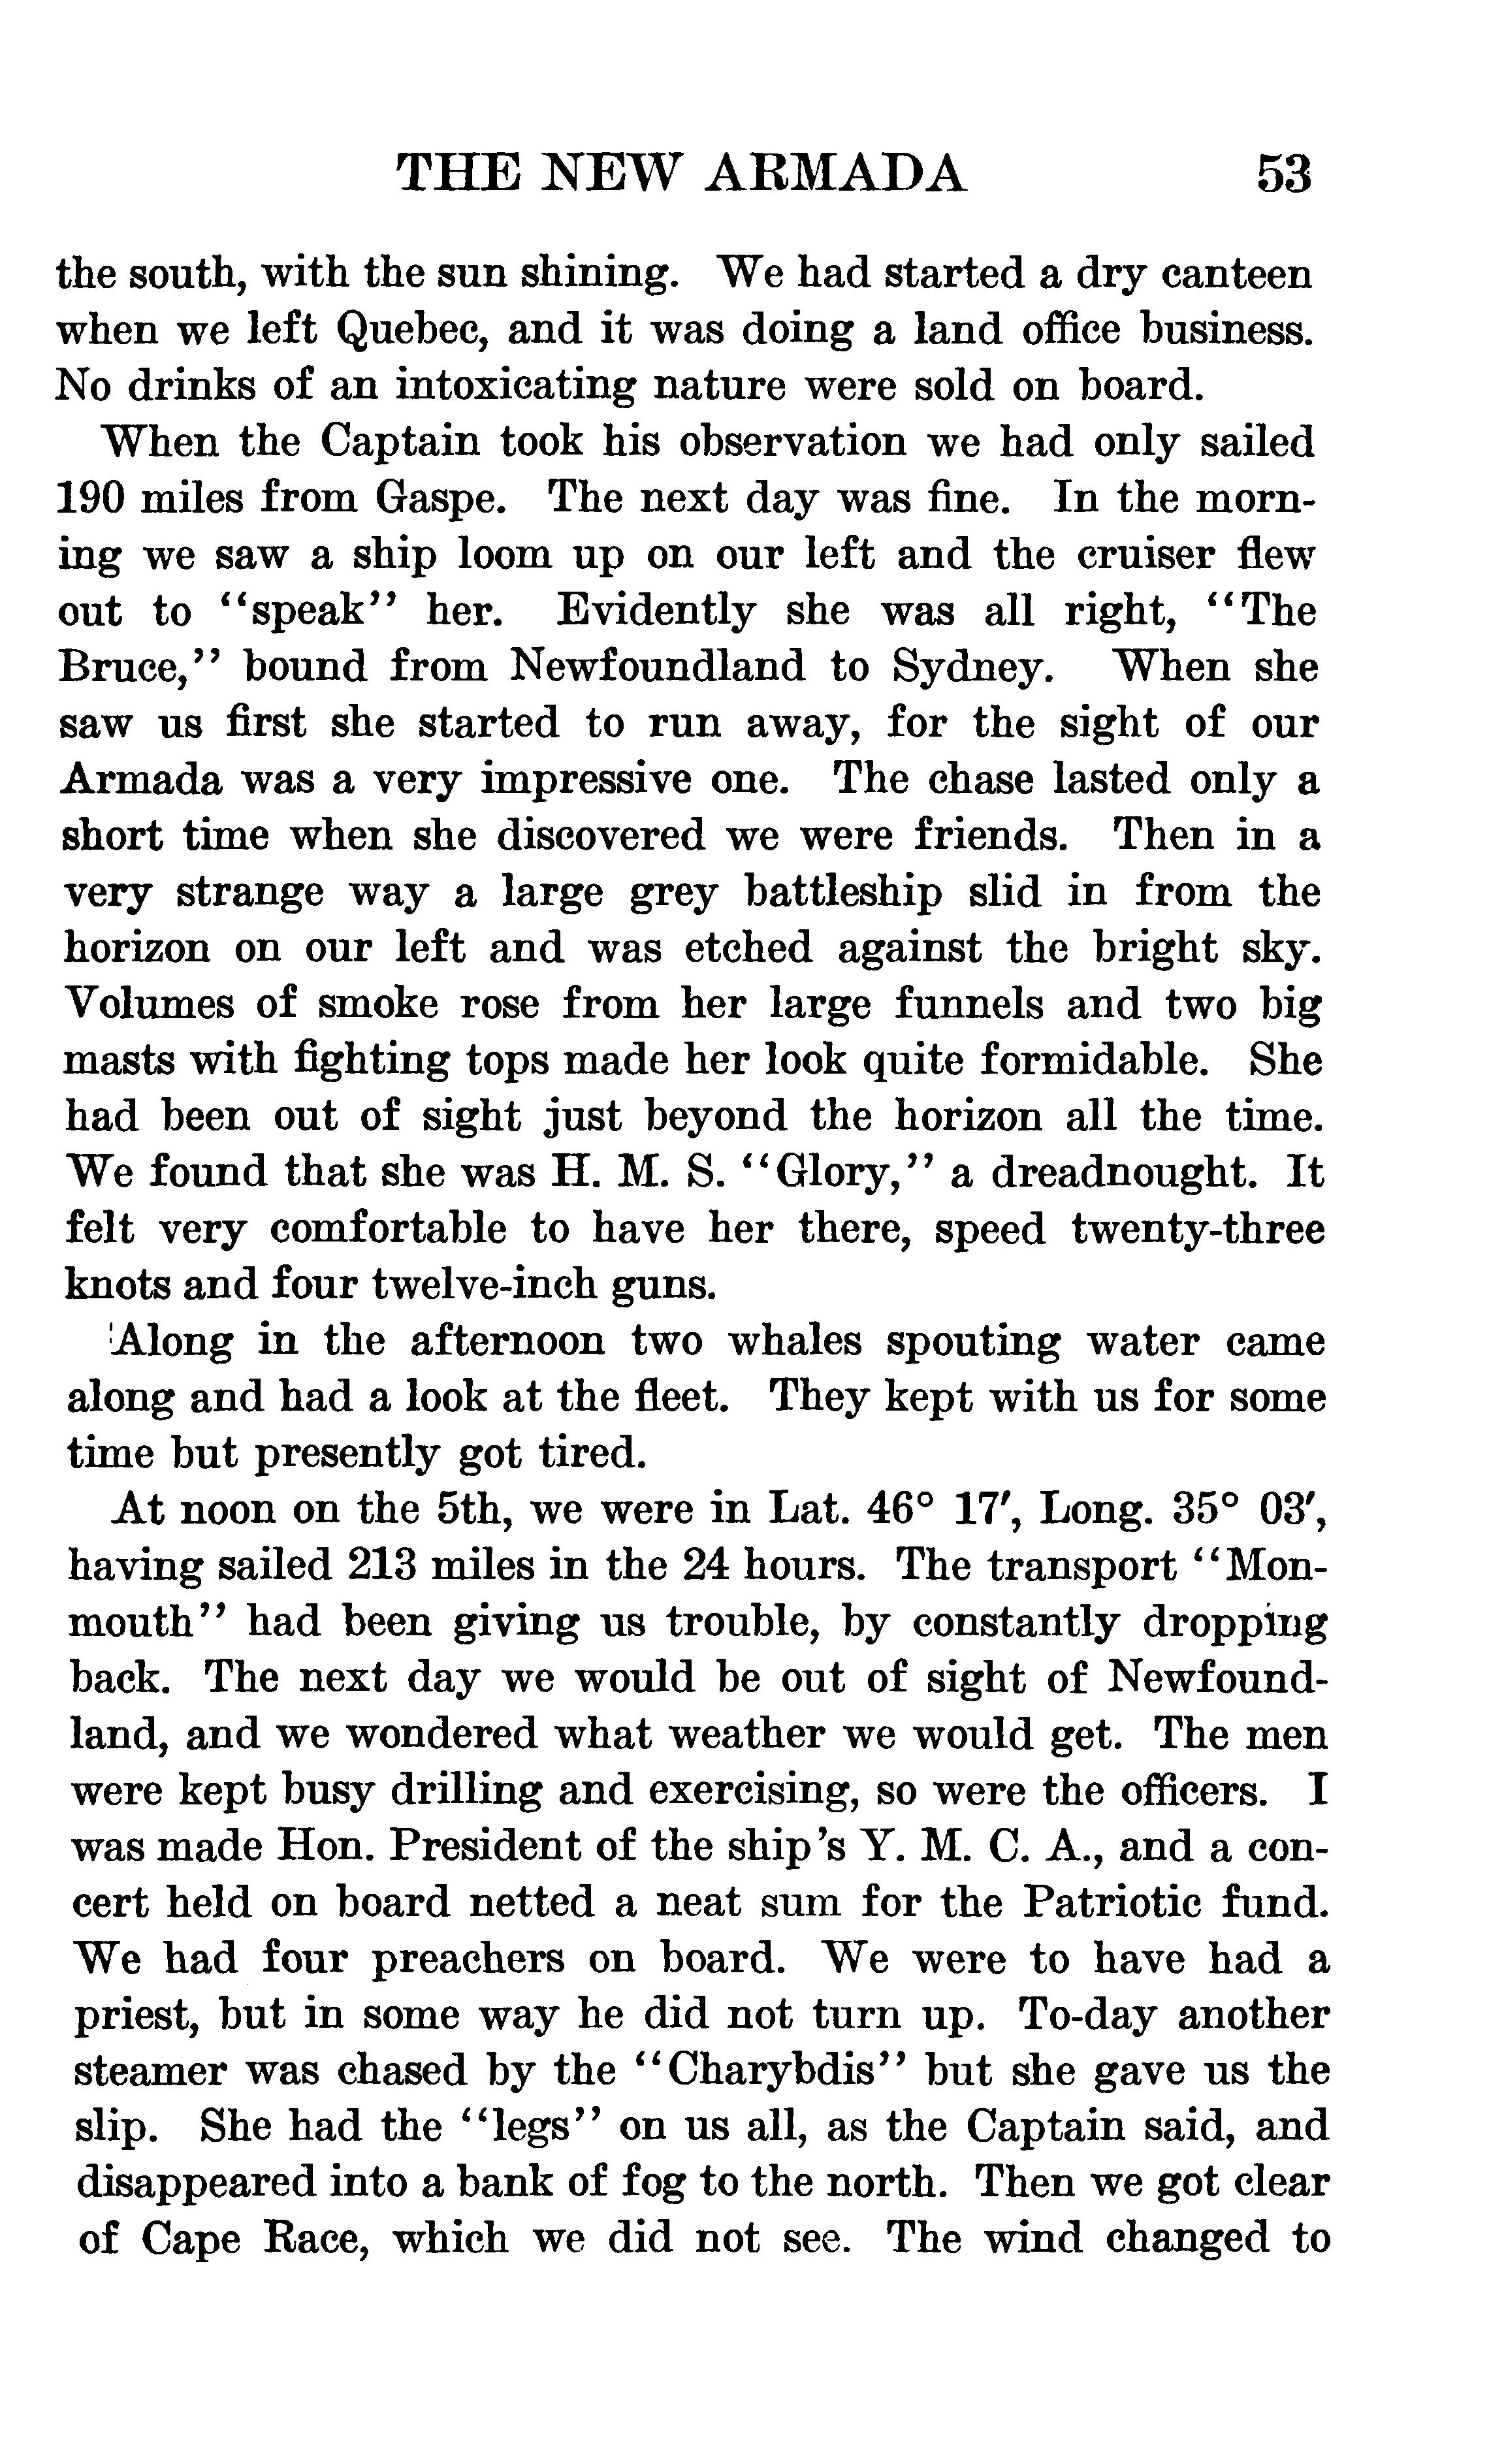 THE NEW ARMADA 53
the south, with the sun shining. We had started a dry canteen
when we left Quebec, and it was doing a land office business.
No drinks of an intoxicating nature were sold on board.
When the Captain took his observation we had only sailed
190 miles from Gaspe. The next day was fine. In the morn-
ing we saw a ship loom up on our left and the cruiser flew
out to "speak" her. Evidently she was all right, "The
Bruce," bound from Newfoundland to Sydney. When she
saw us first she started to run away, for the sight of our
Armada was a very impressive one. The chase lasted only a
short time when she discovered we were friends. Then in a
very strange way a large grey battleship slid in from the
horizon on our left and was etched against the bright sky.
Volumes of smoke rose from her large funnels and two big
masts with fighting tops made her look quite formidable. She
had been out of sight just beyond the horizon all the time.
We found that she was H. M. S. "Glory," a dreadnought. It
felt very comfortable to have her there, speed twenty-three
knots and four twelve-inch guns.
Along in the afternoon two whales spouting water came
along and had a look at the fleet. They kept with us for some
time but presently got tired.
At noon on the 5th, we were in Lat. 46° 17′, Long. 35° 03′,
having sailed 213 miles in the 24 hours. The transport "Mon-
mouth" had been giving us trouble, by constantly dropping
back. The next day we would be out of sight of Newfound-
land, and we wondered what weather we would get. The men
were kept busy drilling and exercising, so were the officers. I
was made Hon. President of the ship's Y. M. C. A., and a con-
cert held on board netted a neat sum for the Patriotic fund.
We had four preachers on board. We were to have had a
priest, but in some way he did not turn up. To-day another
steamer was chased by the "Charybdis" but she gave us the
slip. She had the "legs" on us all, as the Captain said, and
disappeared into a bank of fog to the north. Then we got clear
of Cape Race, which we did not see. The wind changed to